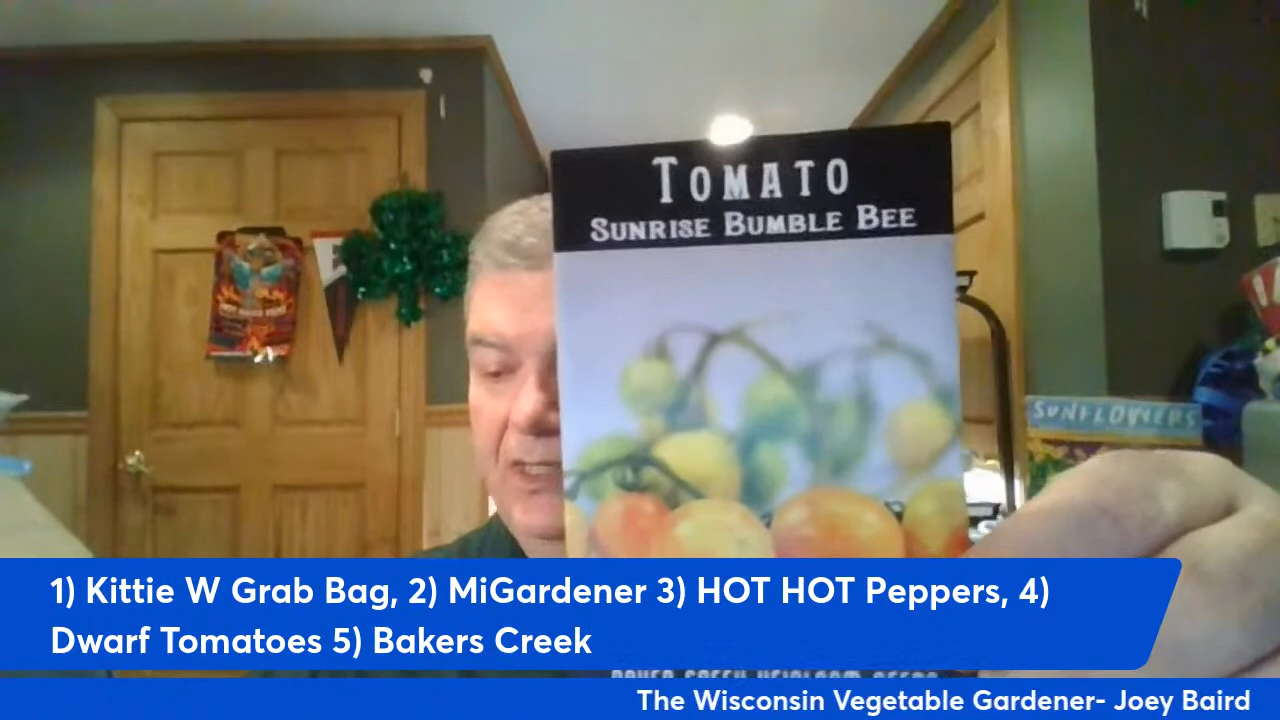 TOMATO
SUNRISE BUMBLE BEE
SUNFLOWERS
1) Kittie W Grab Bag, 2) MiGardener 3) HOT HOT Peppers, 4)
Dwarf Tomatoes 5) Bakers Creek
The Wisconsin Vegetable Gardener- Joey Baird